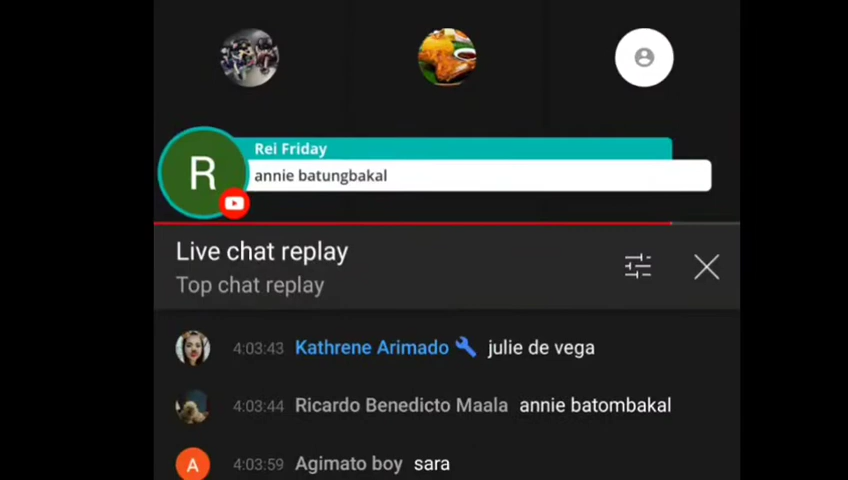 R
Rei Friday
annie batungbakal
Live chat replay
Top chat replay
4:03:43 Kathrene Arimado julie de vega
4:03:44 Ricardo Benedicto Maala annie batombakal
A 4:03:59 Agimato boy sara